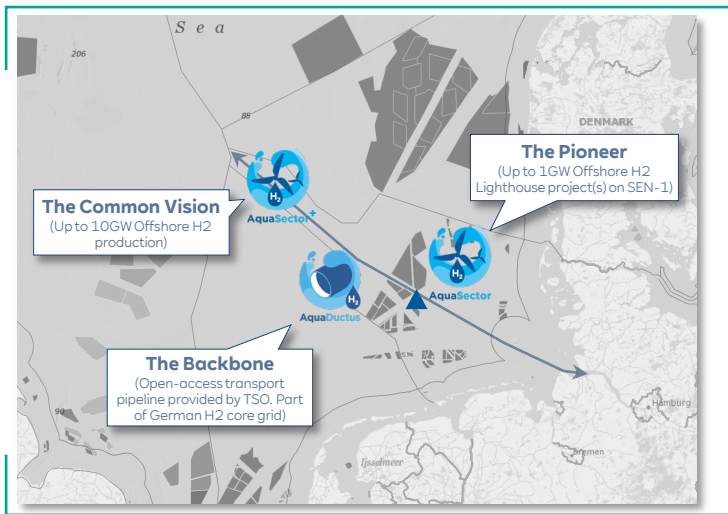 Sea
206
85
DENMARK
The Pioneer
(Up to 1GW Offshore H2
Lighthouse project(s) on SEN-1)
H2
AquaSector+
The Common Vision
(Up to 10GW Offshore H2
production)
H2
AquaSector
H2
AquaDuctus
The Backbone
(Open-access transport
pipeline provided by TSO. Part
of German H2 core grid)
90
Hamburg
Bremen
Ijsselmeer